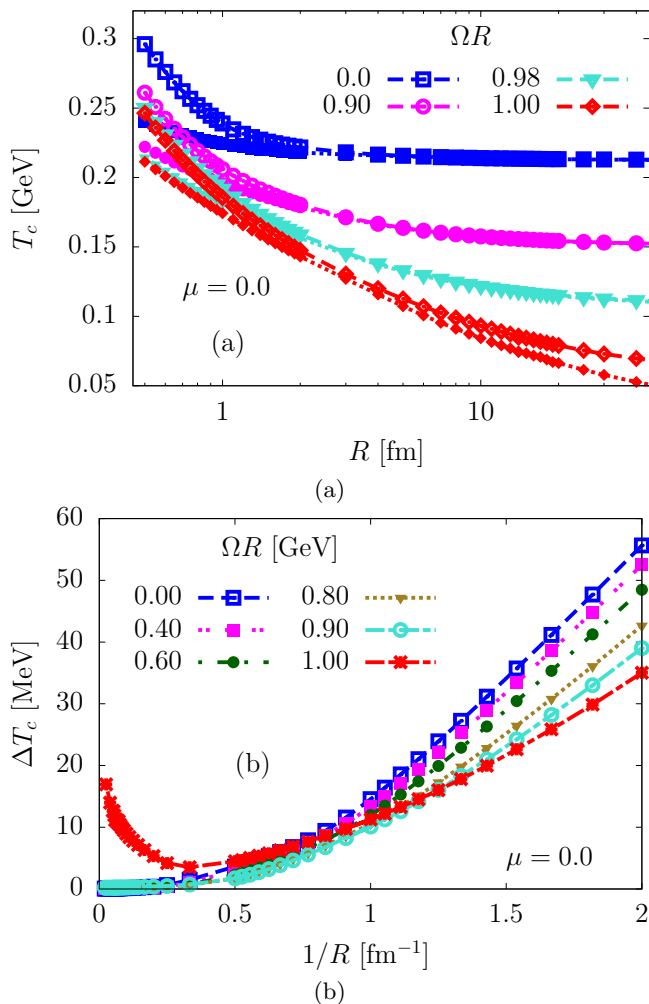 0.3
0.25
0.2
0.15
0.1
0.05
T_c [GeV]
ΩR
0.0
0.98
0.90
1.00
μ = 0.0
(a)
1
10
R [fm]
(a)
60
50
40
30
20
10
0
ΔT_c [MeV]
ΩR [GeV]
0.00
0.80
0.40
0.90
0.60
1.00
(b)
μ = 0.0
0
0.5
1
1.5
2
1/R [fm⁻¹]
(b)